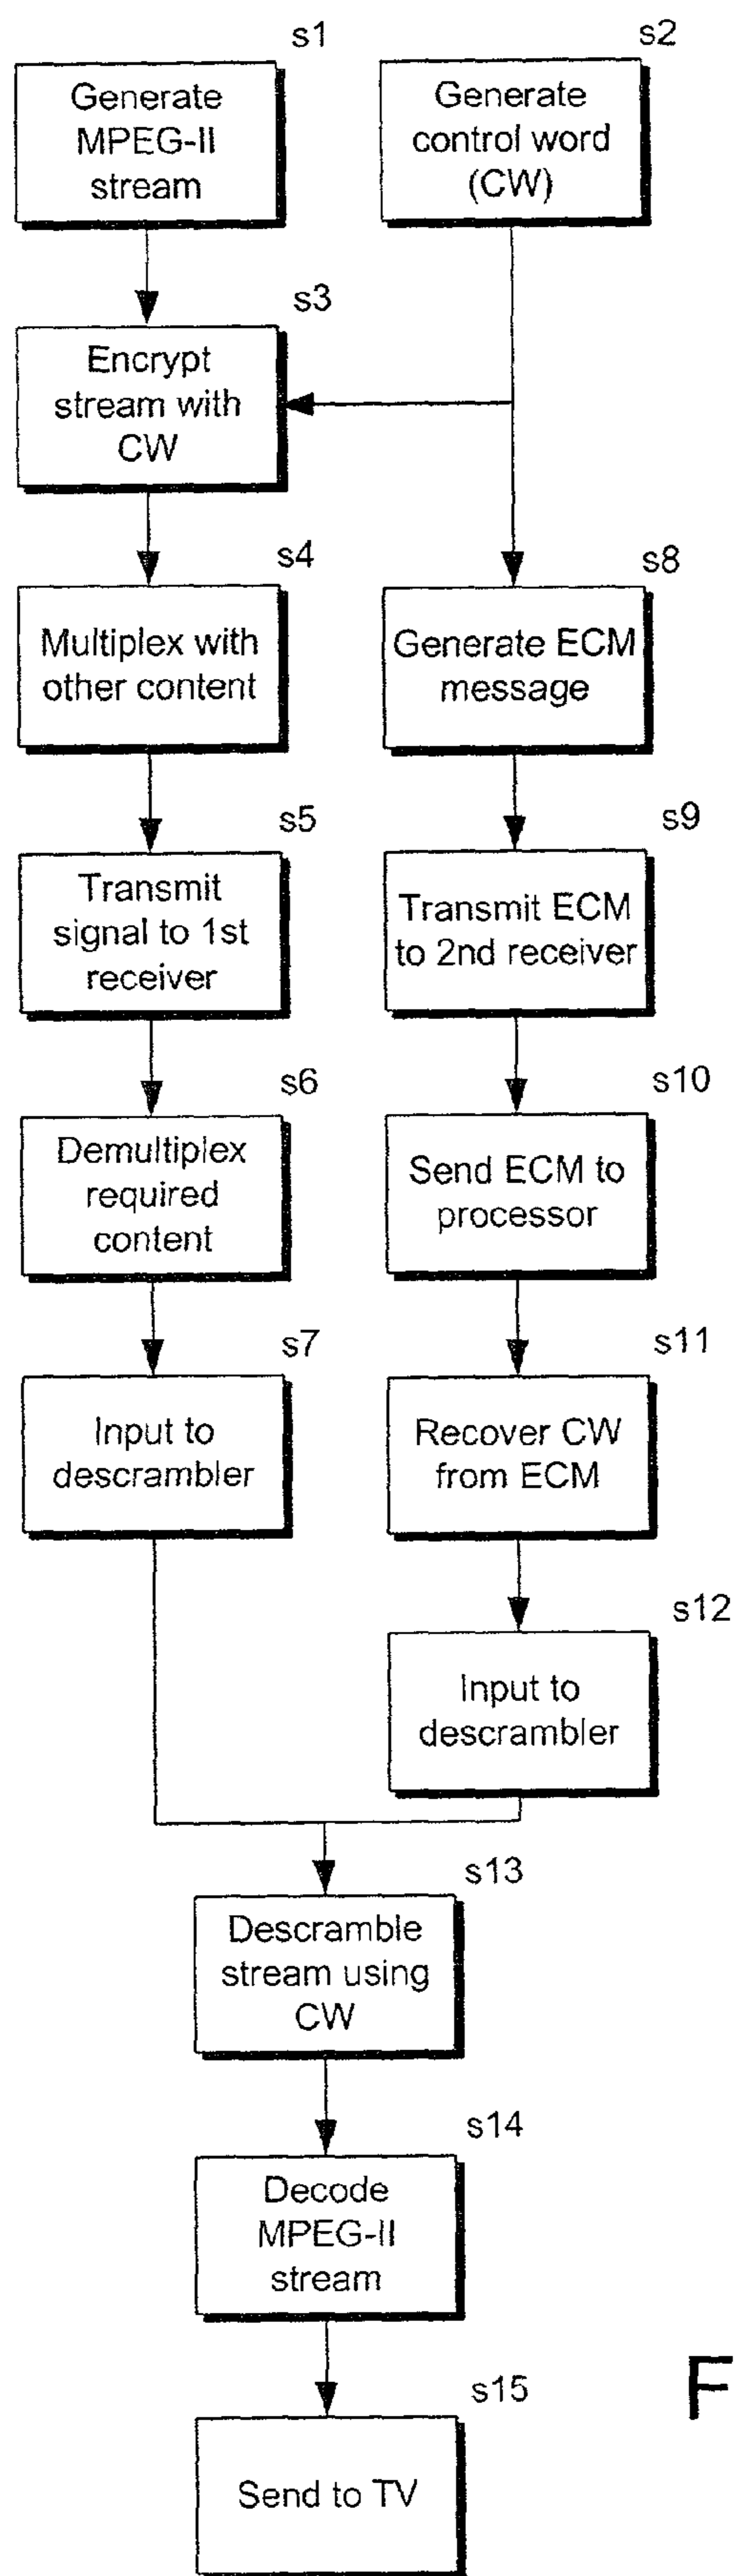 s1
Generate
MPEG-II
stream
s2
Generate
control word
(CW)
s3
Encrypt
stream with
CW
s4
Multiplex with
other content
s8
Generate ECM
message
s5
Transmit
signal to 1st
receiver
s9
Transmit ECM
to 2nd receiver
s6
Demultiplex
required
content
s10
Send ECM to
processor
s7
Input to
descrambler
s11
Recover CW
from ECM
s12
Input to
descrambler
s13
Descramble
stream using
CW
s14
Decode
MPEG-II
stream
s15
Send to TV
F